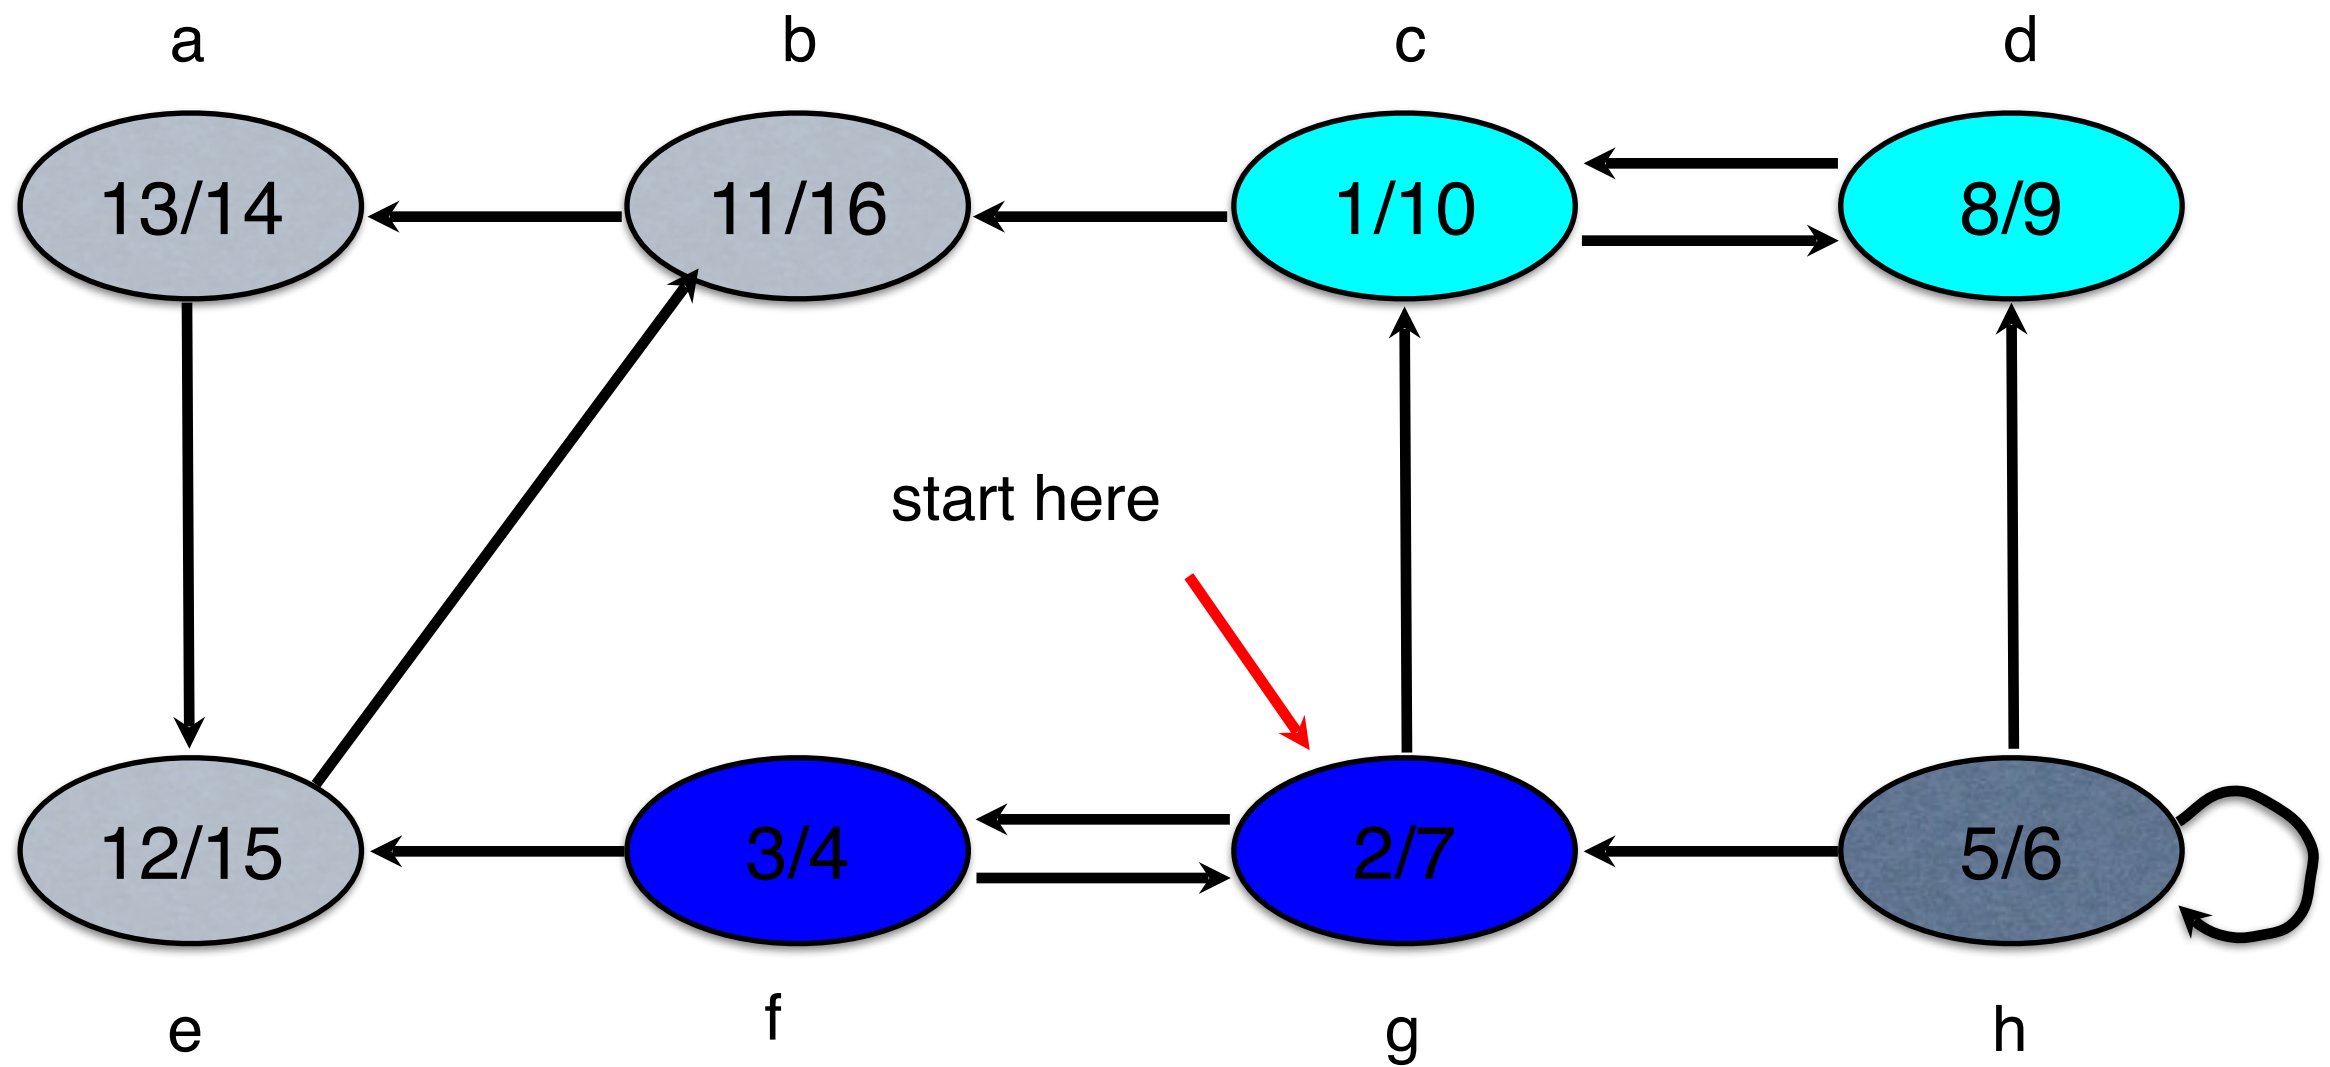 a b c d
13/14 11/16 1/10 8/9
start here
12/15 3/4 2/7 5/6
e f g h